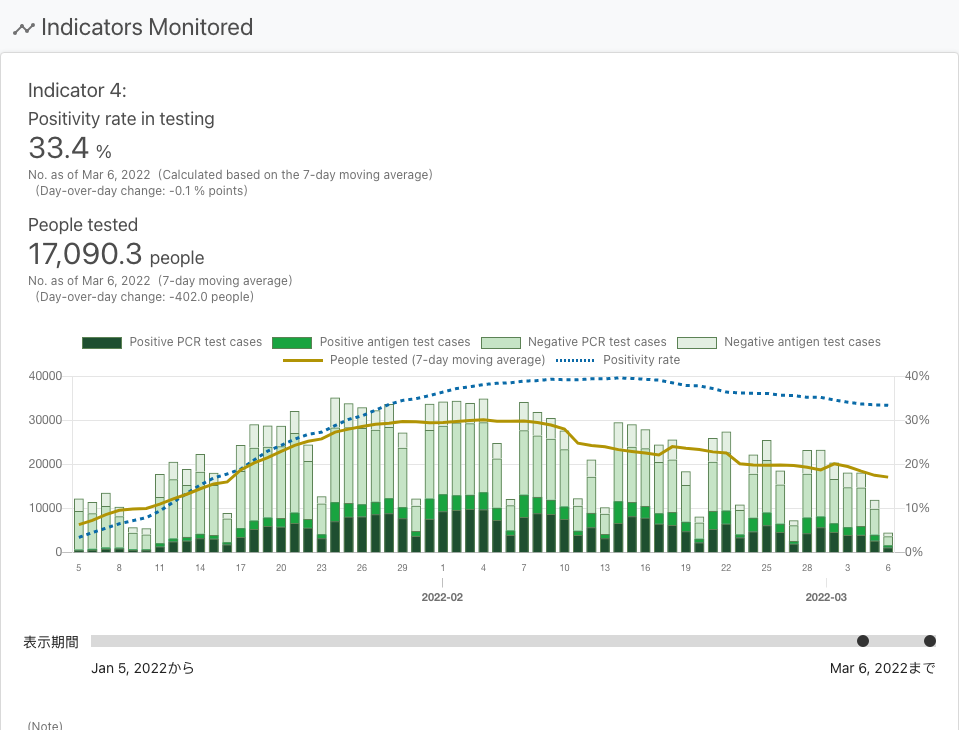 Indicators Monitored
Indicator 4:
Positivity rate in testing
33.4 %
No. as of Mar 6, 2022 (Calculated based on the 7-day moving average)
(Day-over-day change: -0.1 % points)
People tested
17,090.3 people
No. as of Mar 6, 2022 (7-day moving average)
(Day-over-day change: -402.0 people)
Positive PCR test cases Positive antigen test cases Negative PCR test cases Negative antigen test cases
People tested (7-day moving average) Positivity rate
40000 40%
30000 30%
20000 20%
10000 10%
0 0%
5 8 11 14 17 20 23 26 29 1 4 7 10 13 16 19 22 25 28 3 6
2022-02 2022-03
表示期間
Jan 5, 2022から Mar 6, 2022まで
(Note)